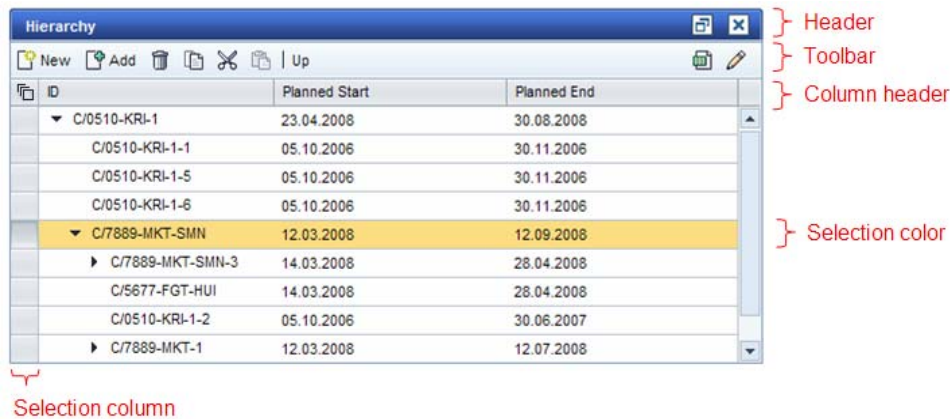 Hierarchy
Header
New Add Up
Toolbar
ID Planned Start Planned End
Column header
C/0510-KRI-1 23.04.2008 30.08.2008
C/0510-KRI-1-1 05.10.2006 30.11.2006
C/0510-KRI-1-5 05.10.2006 30.11.2006
C/0510-KRI-1-6 05.10.2006 30.11.2006
C/7889-MKT-SMN 12.03.2008 12.09.2008
Selection color
C/7889-MKT-SMN-3 14.03.2008 28.04.2008
C/5677-FGT-HUI 14.03.2008 28.04.2008
C/0510-KRI-1-2 05.10.2006 30.06.2007
C/7889-MKT-1 12.03.2008 12.07.2008
Selection column